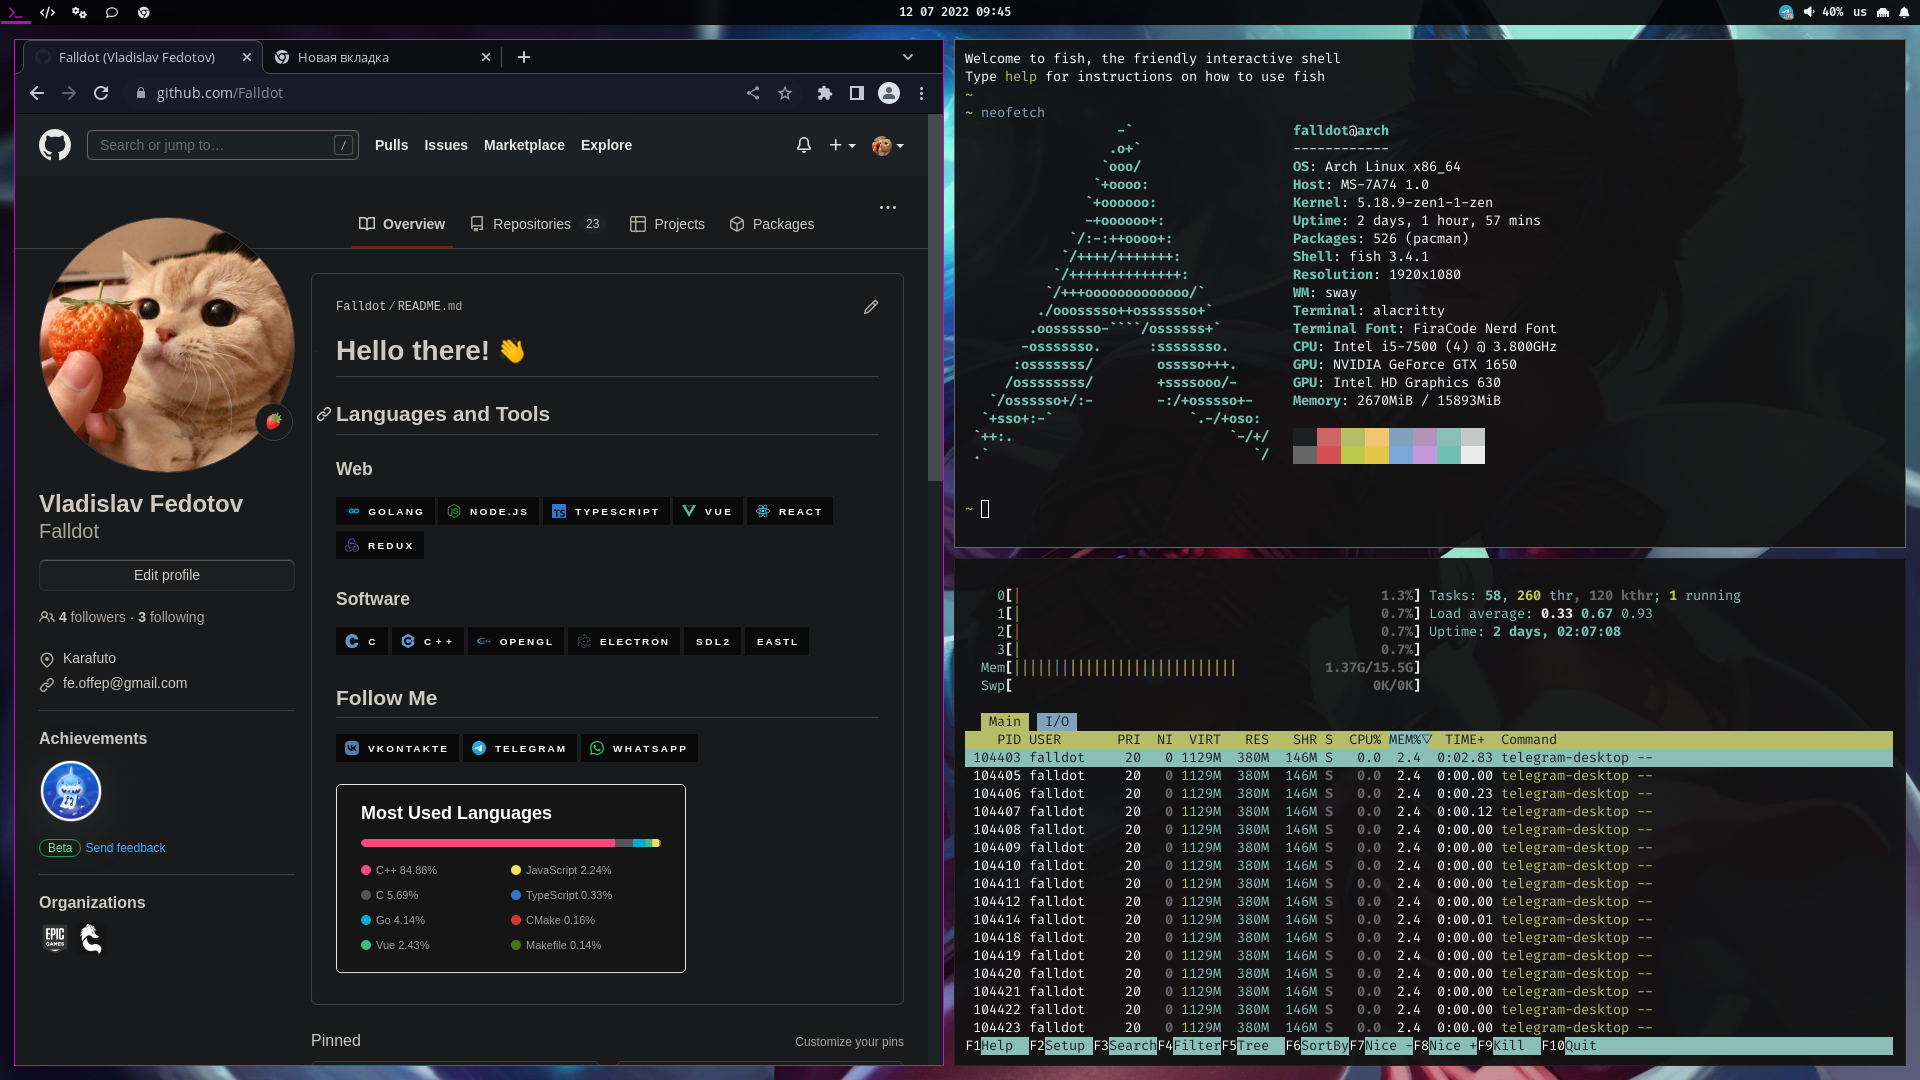 12 07 2022 09:45
40% us
Falldot (Vladislav Fedotov)
Новая вкладка
github.com/Falldot
Search or jump to… /
Pulls Issues Marketplace Explore
Overview Repositories 23 Projects Packages
Falldot/README.md
Hello there! 👋
Languages and Tools
Web
GOLANG NODE.JS TYPESCRIPT VUE REACT
REDUX
Software
C C++ OPENGL ELECTRON SDL2 EASTL
Follow Me
VKONTAKTE TELEGRAM WHATSAPP
Most Used Languages
C++ 84.86%
C 5.69%
Go 4.14%
Vue 2.43%
JavaScript 2.24%
TypeScript 0.33%
CMake 0.16%
Makefile 0.14%
Pinned
Customize your pins
Vladislav Fedotov
Falldot
Edit profile
4 followers · 3 following
Karafuto
fe.offep@gmail.com
Achievements
Beta Send feedback
Organizations
EPIC GAMES
Welcome to fish, the friendly interactive shell
Type help for instructions on how to use fish
~
~ neofetch
-`
.o+`
`ooo/
`+oooo:
`+oooooo:
-+oooooo+:
`/:-:++oooo+:
`/++++/+++++++:
`/++++++++++++++:
`/+++ooooooooooooo/`
./ooosssso++osssssso+`
.oossssso-````/ossssss+`
-osssssso. :ssssssso.
:osssssss/ osssso+++.
/ossssssss/ +ssssooo/-
`/ossssso+/:- -:/+osssso+-
`+sso+:-` `.-/+oso:
`++:. `-/+/
.` `/
falldot@arch
------------
OS: Arch Linux x86_64
Host: MS-7A74 1.0
Kernel: 5.18.9-zen1-1-zen
Uptime: 2 days, 1 hour, 57 mins
Packages: 526 (pacman)
Shell: fish 3.4.1
Resolution: 1920x1080
WM: sway
Terminal: alacritty
Terminal Font: FiraCode Nerd Font
CPU: Intel i5-7500 (4) @ 3.800GHz
GPU: NVIDIA GeForce GTX 1650
GPU: Intel HD Graphics 630
Memory: 2670MiB / 15893MiB
~
0[| 1.3%] Tasks: 58, 260 thr, 120 kthr; 1 running
1[| 0.7%] Load average: 0.33 0.67 0.93
2[| 0.7%] Uptime: 2 days, 02:07:08
3[| 0.7%]
Mem[|||||||||||||||||||||||||||| 1.37G/15.5G]
Swp[ 0K/0K]
Main I/O
PID USER PRI NI VIRT RES SHR S CPU% MEM%▽ TIME+ Command
104403 falldot 20 0 1129M 380M 146M S 0.0 2.4 0:02.83 telegram-desktop --
104405 falldot 20 0 1129M 380M 146M S 0.0 2.4 0:00.00 telegram-desktop --
104406 falldot 20 0 1129M 380M 146M S 0.0 2.4 0:00.23 telegram-desktop --
104407 falldot 20 0 1129M 380M 146M S 0.0 2.4 0:00.12 telegram-desktop --
104408 falldot 20 0 1129M 380M 146M S 0.0 2.4 0:00.00 telegram-desktop --
104409 falldot 20 0 1129M 380M 146M S 0.0 2.4 0:00.00 telegram-desktop --
104410 falldot 20 0 1129M 380M 146M S 0.0 2.4 0:00.00 telegram-desktop --
104411 falldot 20 0 1129M 380M 146M S 0.0 2.4 0:00.00 telegram-desktop --
104412 falldot 20 0 1129M 380M 146M S 0.0 2.4 0:00.00 telegram-desktop --
104414 falldot 20 0 1129M 380M 146M S 0.0 2.4 0:00.01 telegram-desktop --
104418 falldot 20 0 1129M 380M 146M S 0.0 2.4 0:00.00 telegram-desktop --
104419 falldot 20 0 1129M 380M 146M S 0.0 2.4 0:00.00 telegram-desktop --
104420 falldot 20 0 1129M 380M 146M S 0.0 2.4 0:00.00 telegram-desktop --
104421 falldot 20 0 1129M 380M 146M S 0.0 2.4 0:00.00 telegram-desktop --
104422 falldot 20 0 1129M 380M 146M S 0.0 2.4 0:00.00 telegram-desktop --
104423 falldot 20 0 1129M 380M 146M S 0.0 2.4 0:00.00 telegram-desktop --
F1Help F2Setup F3SearchF4FilterF5Tree F6SortByF7Nice -F8Nice +F9Kill F10Quit